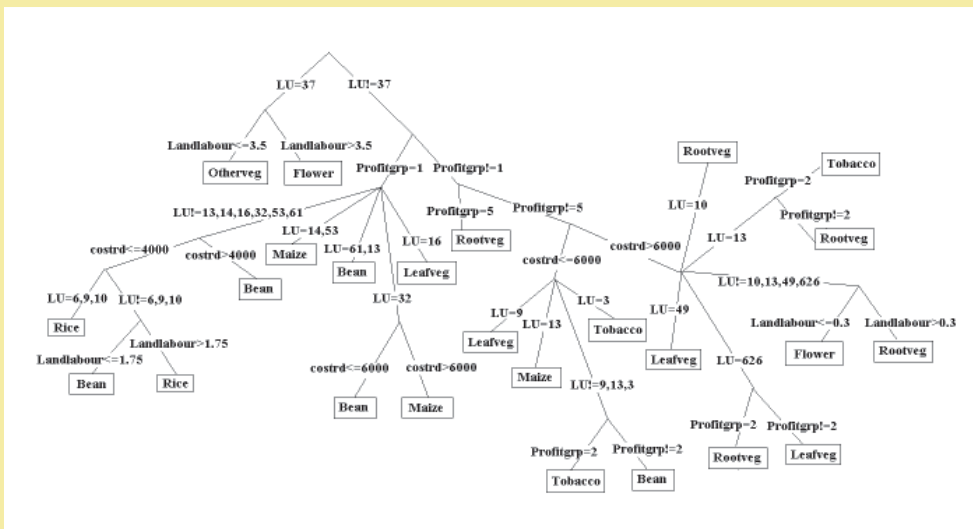 LU=37
LU!=37
Landlabour<=3.5
Landlabour>3.5
Otherveg
Flower
Profitgrp=1
Profitgrp!=1
Rootveg
Tobacco
Profitgrp=2
LU!=13,14,16,32,53,61
Profitgrp=5
Profitgrp!=5
LU=10
Profitgrp!=2
LU=14,53
LU=16
Rootveg
LU=13
Rootveg
costrd<=4000
costrd>4000
Maize
LU=61,13
costrd<=6000
costrd>6000
Bean
Leafveg
Bean
LU!=10,13,49,626
LU=6,9,10
LU!=6,9,10
LU=32
LU=9
LU=3
LU=49
Rice
LU=13
Tobacco
Landlabour<=0.3
Landlabour>0.3
Landlabour>1.75
Leafveg
Leafveg
Flower
Rootveg
Landlabour<=1.75
LU=626
Bean
Rice
costrd<=6000
costrd>6000
Maize
LU!=9,13,3
Bean
Maize
Profitgrp=2
Profitgrp!=2
Profitgrp=2
Profitgrp!=2
Rootveg
Leafveg
Tobacco
Bean